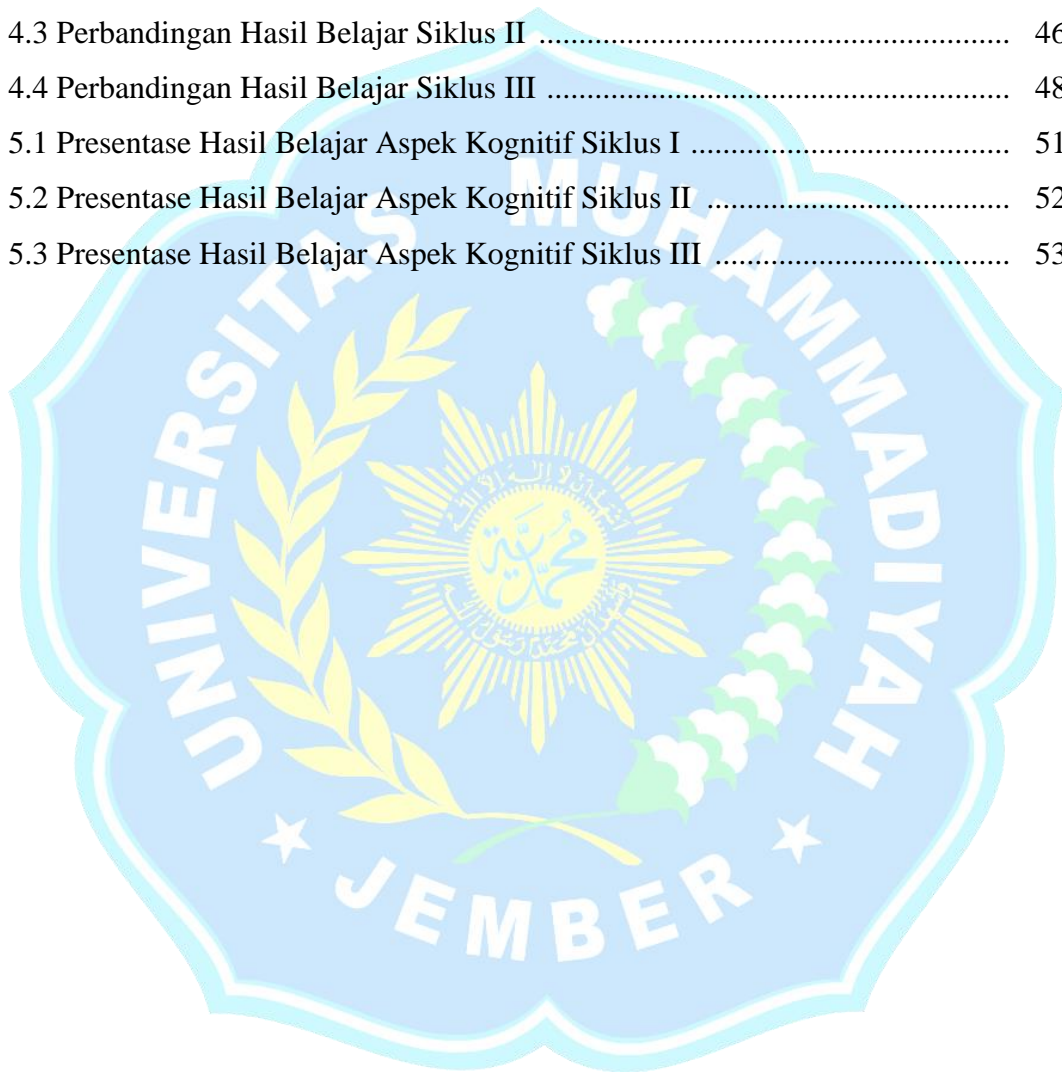 4.3 Perbandingan Hasil Belajar Siklus II ........................................................ 46
4.4 Perbandingan Hasil Belajar Siklus III ....................................................... 48
5.1 Presentase Hasil Belajar Aspek Kognitif Siklus I ...................................... 51
5.2 Presentase Hasil Belajar Aspek Kognitif Siklus II .................................... 52
5.3 Presentase Hasil Belajar Aspek Kognitif Siklus III ................................... 53
UNIVERSITAS MUHAMMADIYAH
JEMBER
محمدية